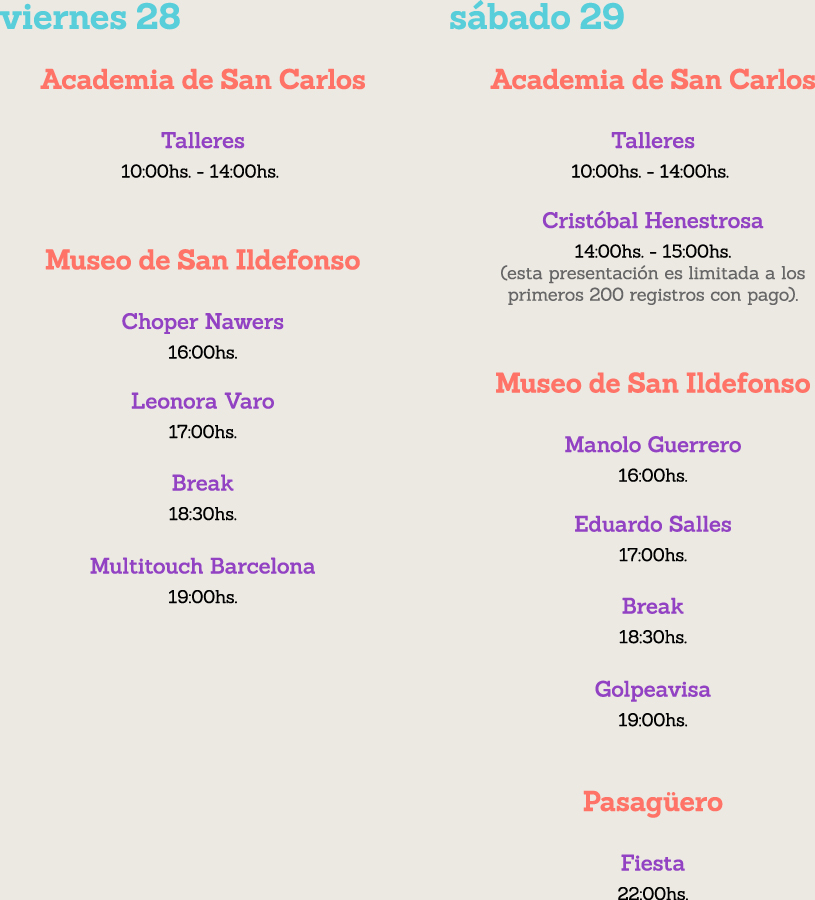 viernes 28
Academia de San Carlos
Talleres
10:00hs. - 14:00hs.
Museo de San Ildefonso
Choper Nawers
16:00hs.
Leonora Varo
17:00hs.
Break
18:30hs.
Multitouch Barcelona
19:00hs.
sábado 29
Academia de San Carlos
Talleres
10:00hs. - 14:00hs.
Cristóbal Henestrosa
14:00hs. - 15:00hs.
(esta presentación es limitada a los
primeros 200 registros con pago).
Museo de San Ildefonso
Manolo Guerrero
16:00hs.
Eduardo Salles
17:00hs.
Break
18:30hs.
Golpeavisa
19:00hs.
Pasagüero
Fiesta
22:00hs.